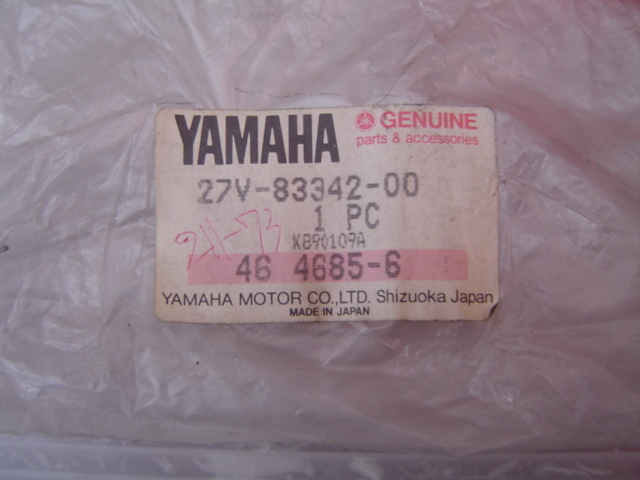 YAMAHA
GENUINE
parts & accessories
27V-83342-00
1 PC
K890109A
46 4685-6
YAMAHA MOTOR CO.,LTD. Shizuoka Japan
MADE IN JAPAN